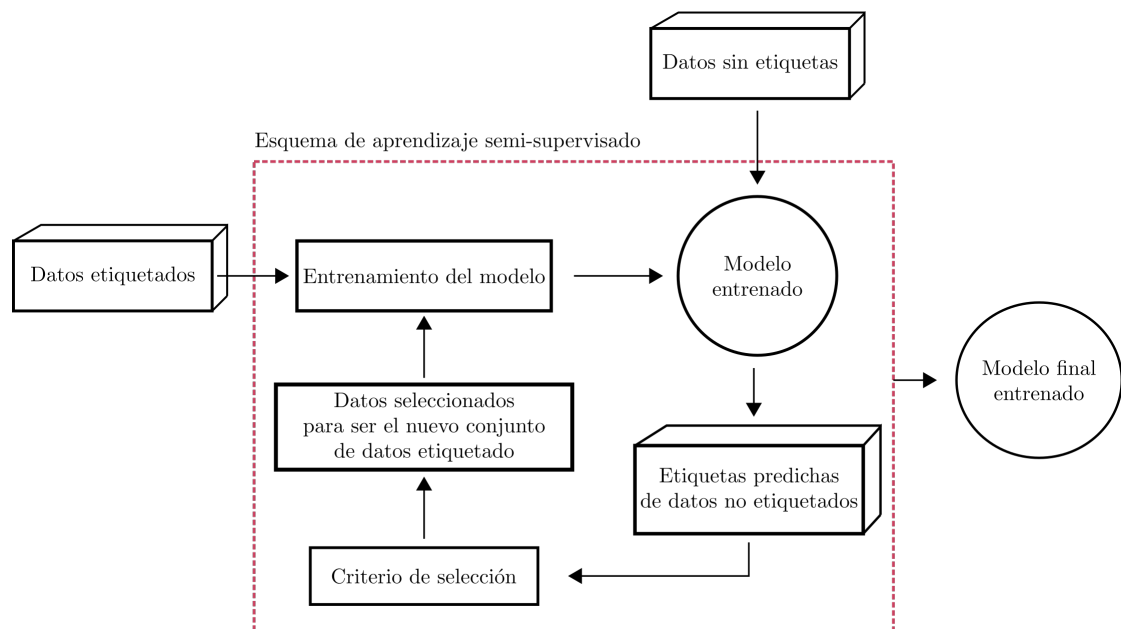 Datos sin etiquetas
Esquema de aprendizaje semi-supervisado
Datos etiquetados
Entrenamiento del modelo
Modelo
entrenado
Modelo final
entrenado
Datos seleccionados
para ser el nuevo conjunto
de datos etiquetado
Etiquetas predichas
de datos no etiquetados
Criterio de selección